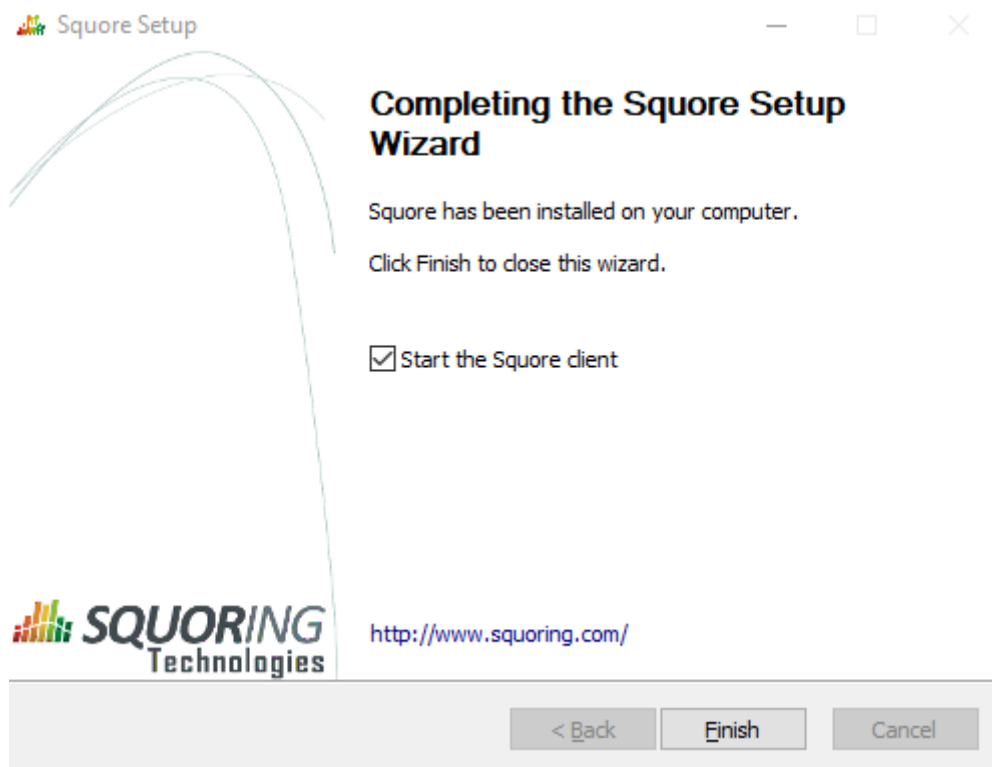 Squore Setup
Completing the Squore Setup
Wizard
Squore has been installed on your computer.
Click Finish to close this wizard.
Start the Squore client
SQUORING
Technologies
http://www.squoring.com/
< Back
Finish
Cancel